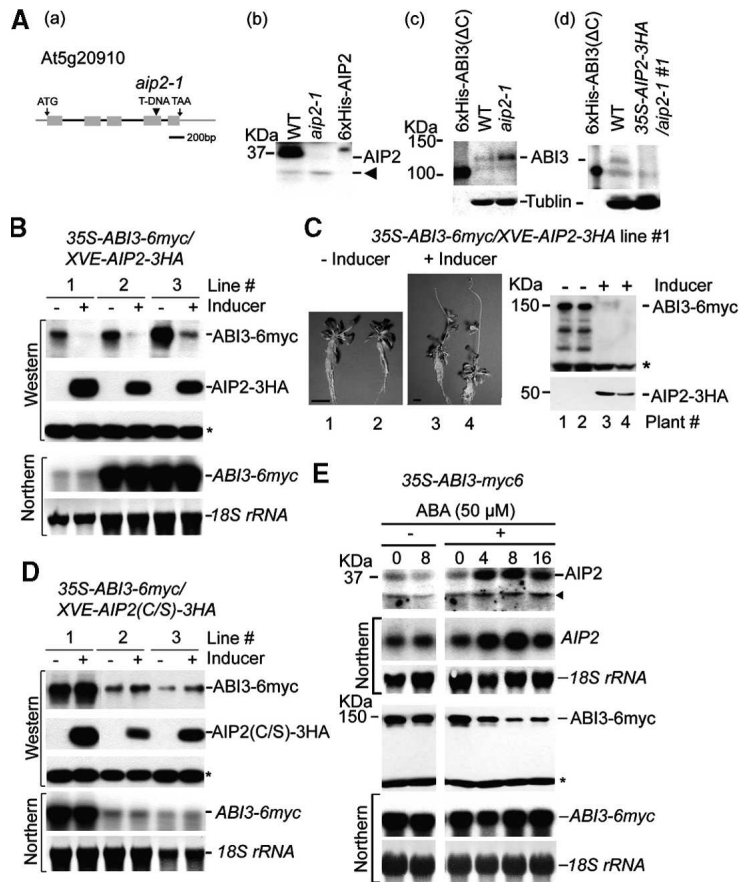 A
(a)
At5g20910
aip2-1
ATG T-DNA TAA
200bp
(b)
WT
aip2-1
6xHis-AIP2
KDa
37
AIP2
(c)
6xHis-ABI3(ΔC)
WT
aip2-1
KDa
150
100
ABI3
Tublin
(d)
6xHis-ABI3(ΔC)
WT
35S-AIP2-3HA
/aip2-1 #1
B
35S-ABI3-6myc/
XVE-AIP2-3HA
1 2 3 Line #
- + - + - + Inducer
Western
ABI3-6myc
AIP2-3HA
*
Northern
ABI3-6myc
18S rRNA
C
35S-ABI3-6myc/XVE-AIP2-3HA line #1
- Inducer + Inducer
1 2 3 4
KDa - - + + Inducer
150 ABI3-6myc
*
50 AIP2-3HA
1 2 3 4 Plant #
D
35S-ABI3-6myc/
XVE-AIP2(C/S)-3HA
1 2 3 Line #
- + - + - + Inducer
Western
ABI3-6myc
AIP2(C/S)-3HA
*
Northern
ABI3-6myc
18S rRNA
E
35S-ABI3-myc6
ABA (50 μM)
- +
KDa 0 8 0 4 8 16
37 AIP2
Northern
AIP2
18S rRNA
150 ABI3-6myc
*
Northern
ABI3-6myc
18S rRNA